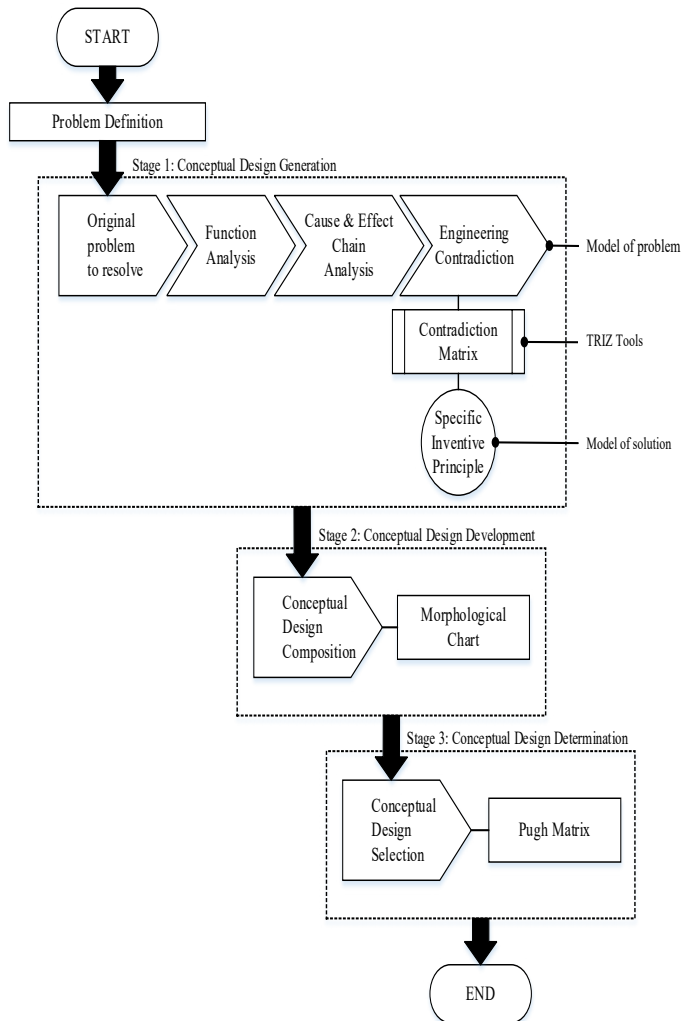 START
Problem Definition
Stage 1: Conceptual Design Generation
Original
problem
to resolve
Function
Analysis
Cause & Effect
Chain
Analysis
Engineering
Contradiction
Model of problem
Contradiction
Matrix
TRIZ Tools
Specific
Inventive
Principle
Model of solution
Stage 2: Conceptual Design Development
Conceptual
Design
Composition
Morphological
Chart
Stage 3: Conceptual Design Determination
Conceptual
Design
Selection
Pugh Matrix
END